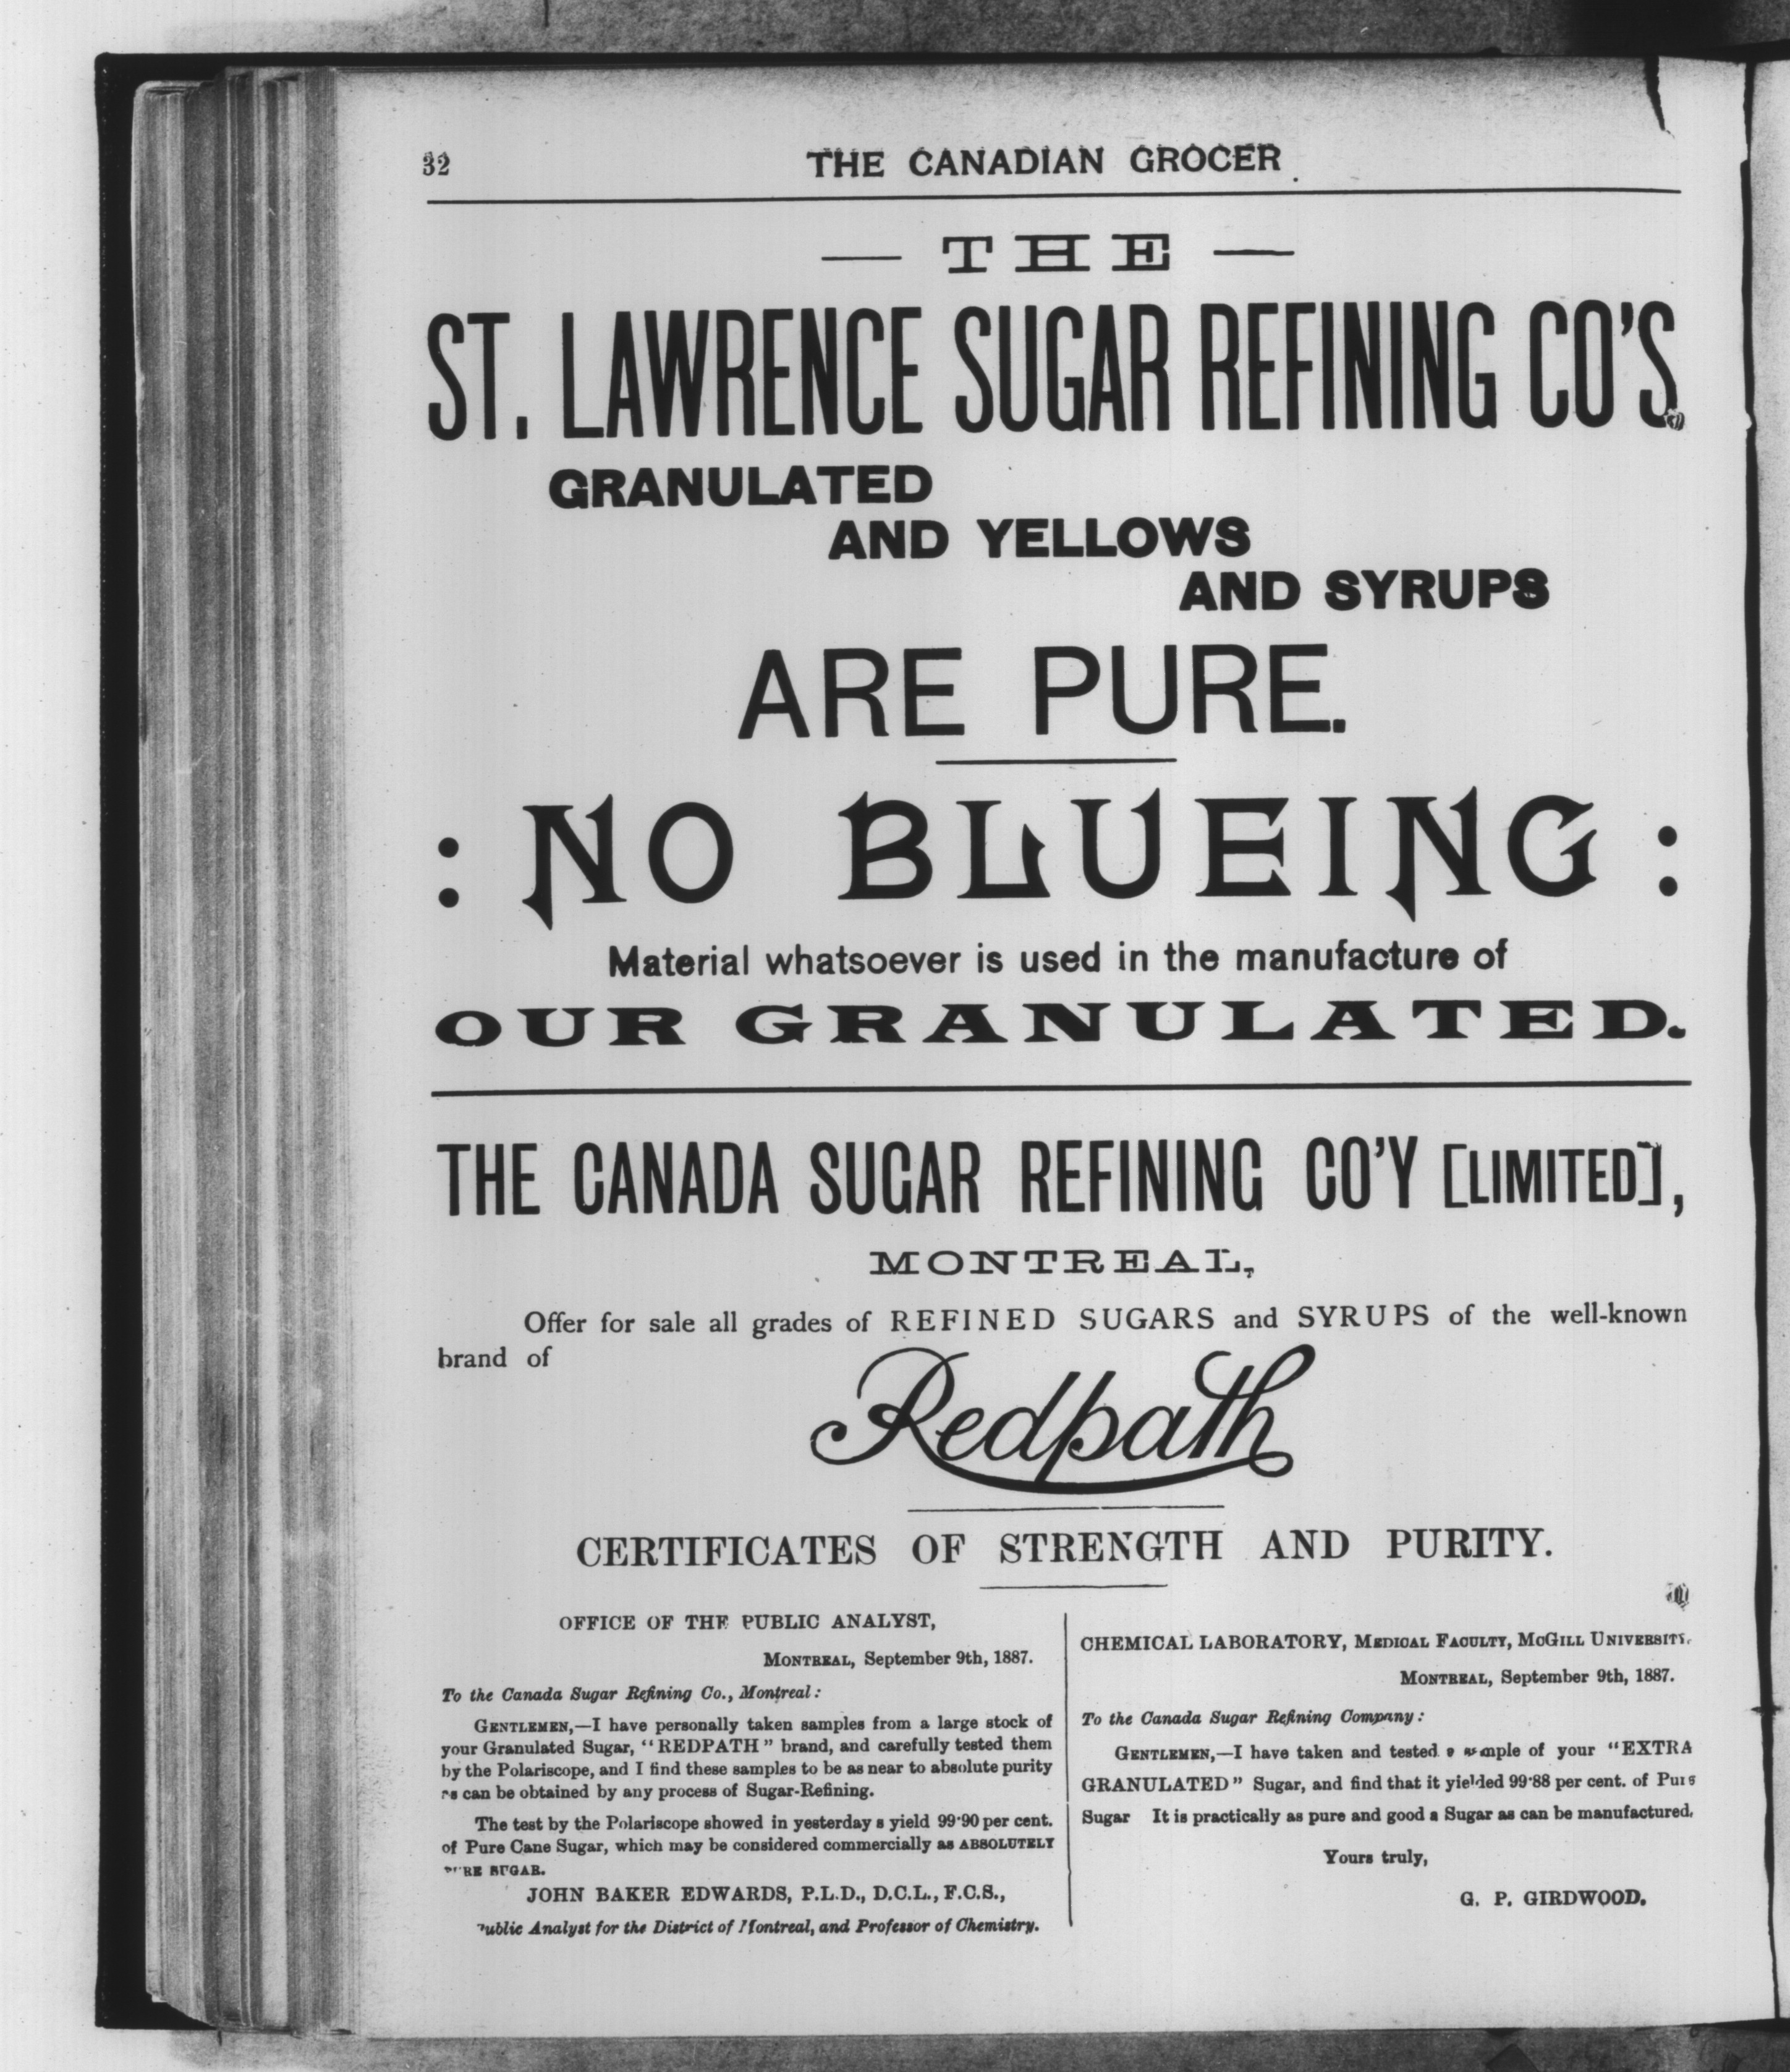 32
THE CANADIAN GROCER
— THE —
ST. LAWRENCE SUGAR REFINING CO'S
GRANULATED
AND YELLOWS
AND SYRUPS
ARE PURE.
: NO BLUEING :
Material whatsoever is used in the manufacture of
OUR GRANULATED.
THE CANADA SUGAR REFINING CO'Y [LIMITED],
MONTREAL,
Offer for sale all grades of REFINED SUGARS and SYRUPS of the well-known
brand of
Redpath
CERTIFICATES OF STRENGTH AND PURITY.
OFFICE OF THE PUBLIC ANALYST,
MONTREAL, September 9th, 1887.
To the Canada Sugar Refining Co., Montreal:
GENTLEMEN,—I have personally taken samples from a large stock of
your Granulated Sugar, "REDPATH" brand, and carefully tested them
by the Polariscope, and I find these samples to be as near to absolute purity
as can be obtained by any process of Sugar-Refining.
The test by the Polariscope showed in yesterday s yield 99·90 per cent.
of Pure Cane Sugar, which may be considered commercially as ABSOLUTELY
PURE SUGAR.
JOHN BAKER EDWARDS, P.L.D., D.C.L., F.C.S.,
Public Analyst for the District of Montreal, and Professor of Chemistry.
CHEMICAL LABORATORY, MEDICAL FACULTY, MCGILL UNIVERSITY.
MONTREAL, September 9th, 1887.
To the Canada Sugar Refining Company:
GENTLEMEN,—I have taken and tested a sample of your "EXTRA
GRANULATED" Sugar, and find that it yielded 99·88 per cent. of Pure
Sugar It is practically as pure and good a Sugar as can be manufactured.
Yours truly,
G. P. GIRDWOOD.